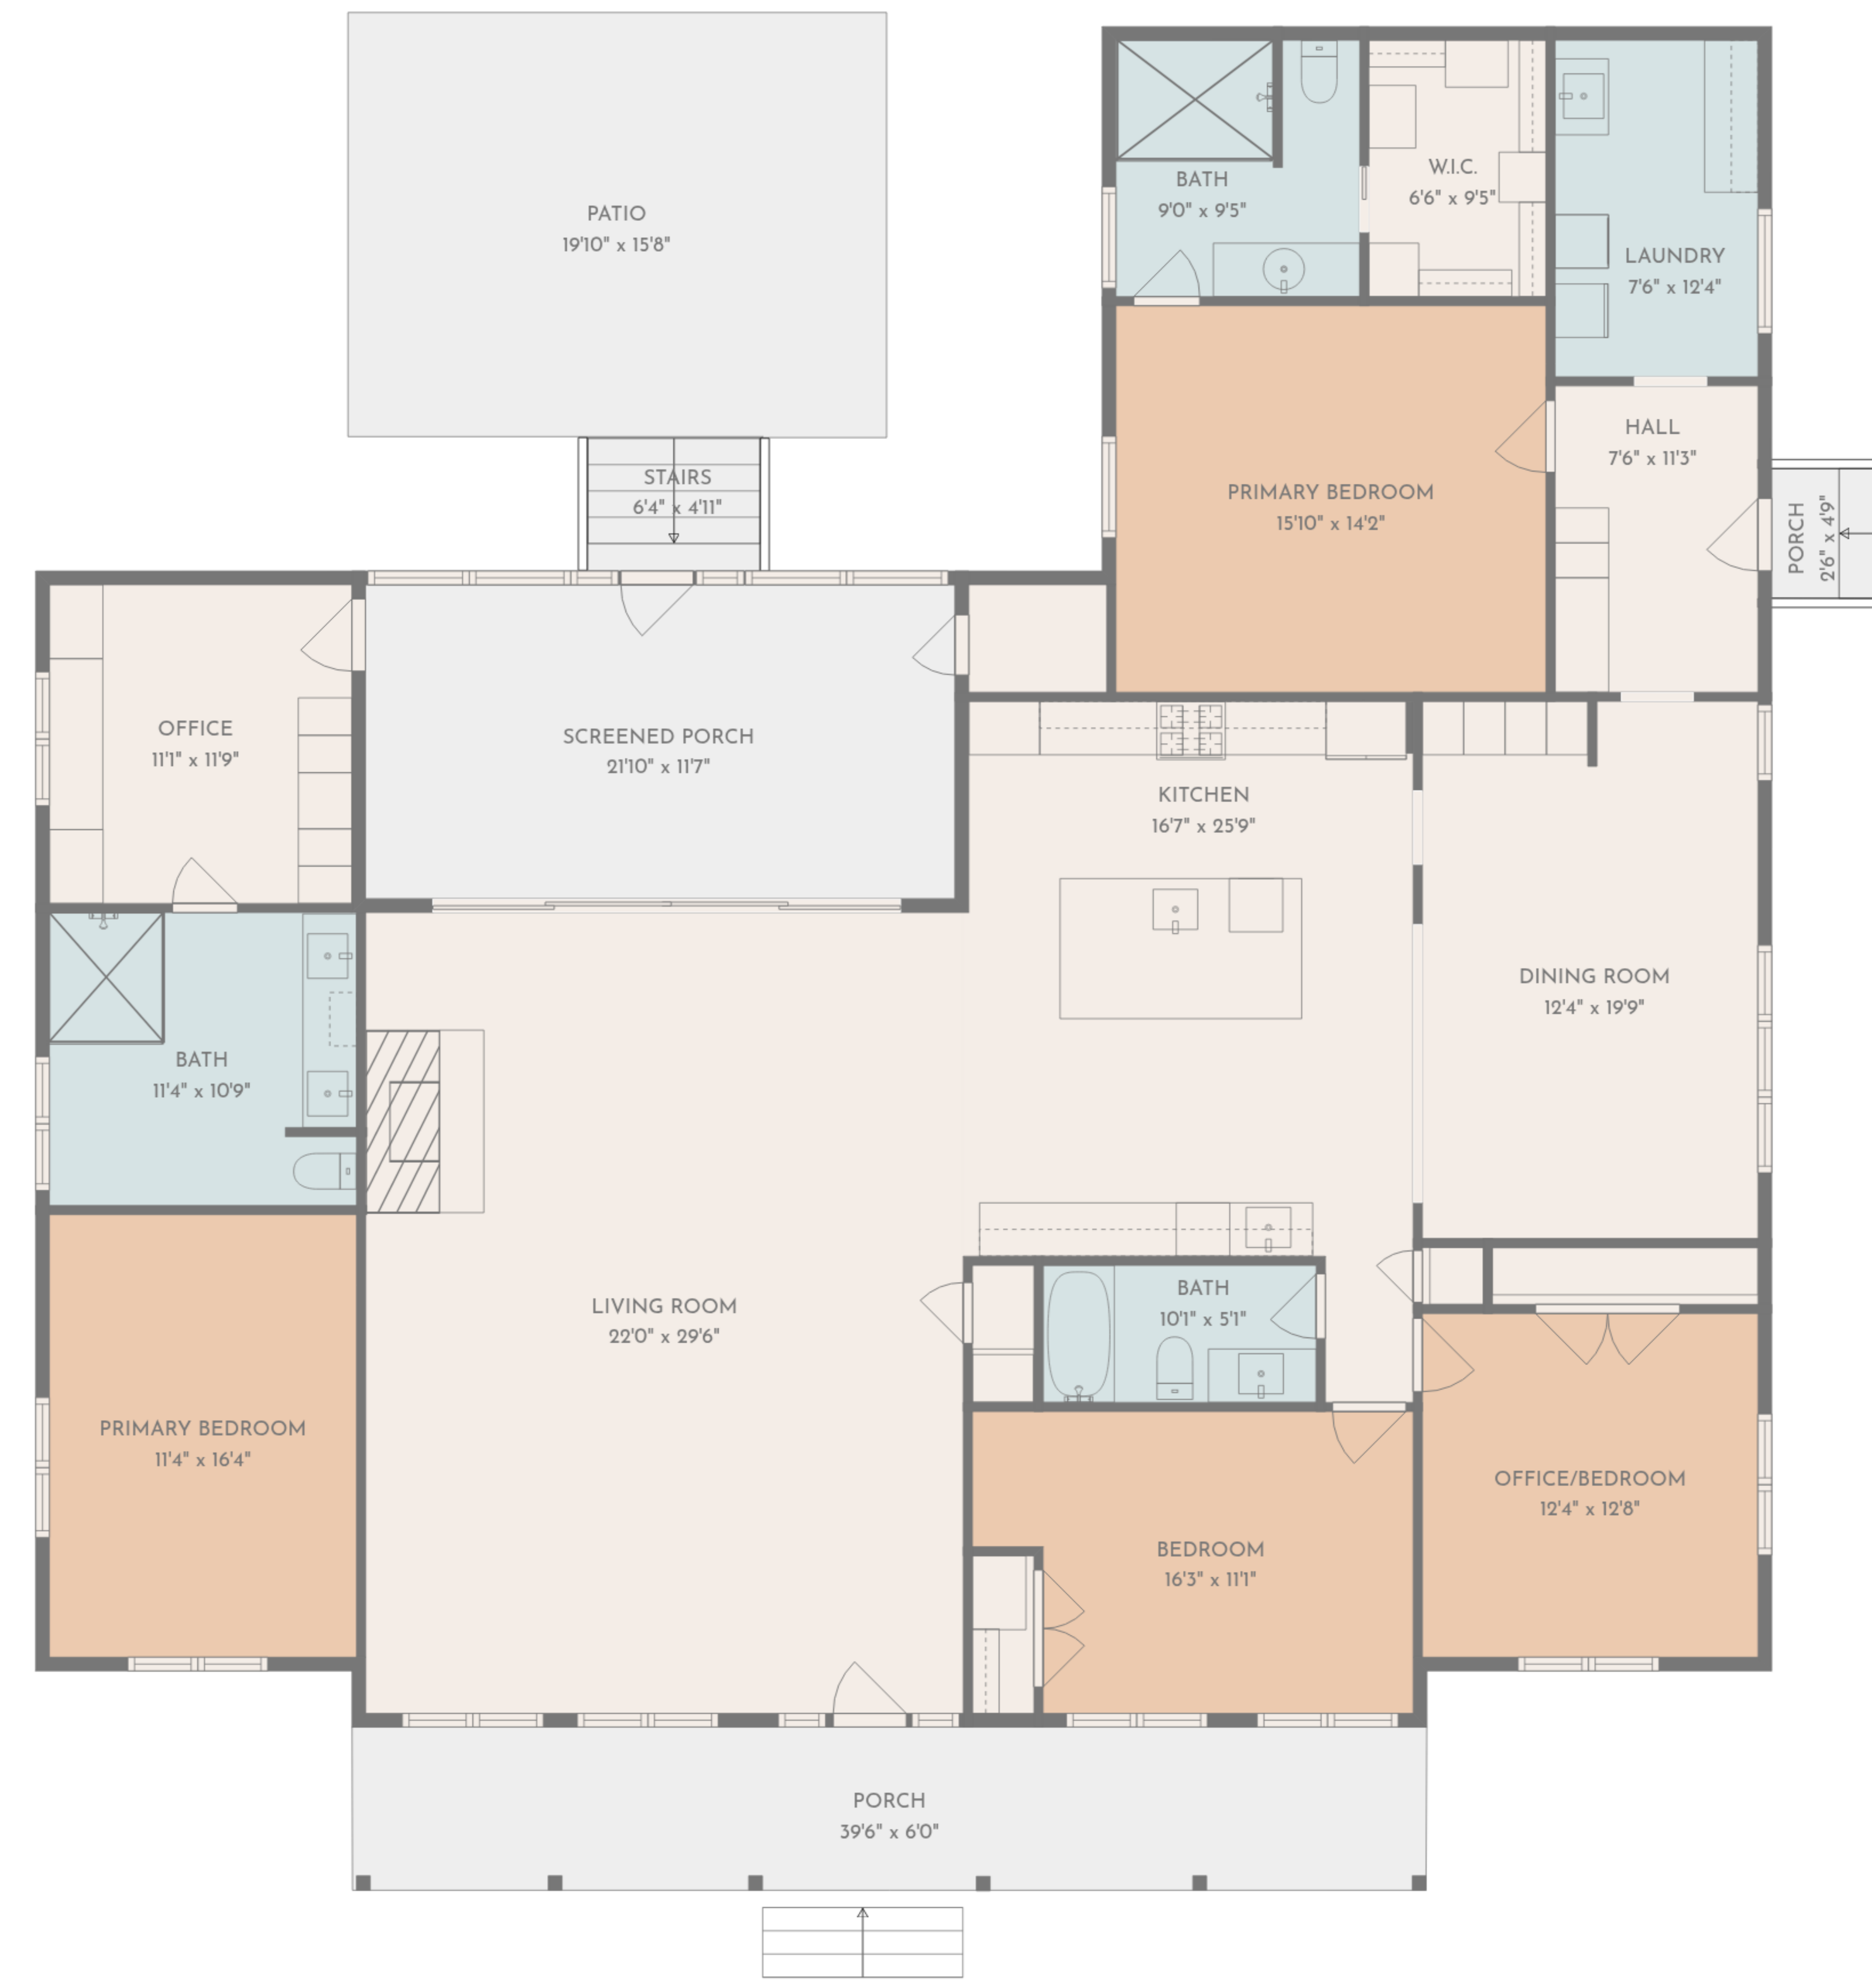 PATIO
19'10" x 15'8"
BATH
9'0" x 9'5"
W.I.C.
6'6" x 9'5"
LAUNDRY
7'6" x 12'4"
STAIRS
6'4" x 4'11"
PRIMARY BEDROOM
15'10" x 14'2"
HALL
7'6" x 11'3"
PORCH
2'6" x 4'9"
OFFICE
11'1" x 11'9"
SCREENED PORCH
21'10" x 11'7"
KITCHEN
16'7" x 25'9"
DINING ROOM
12'4" x 19'9"
BATH
11'4" x 10'9"
LIVING ROOM
22'0" x 29'6"
BATH
10'1" x 5'1"
PRIMARY BEDROOM
11'4" x 16'4"
OFFICE/BEDROOM
12'4" x 12'8"
BEDROOM
16'3" x 11'1"
PORCH
39'6" x 6'0"